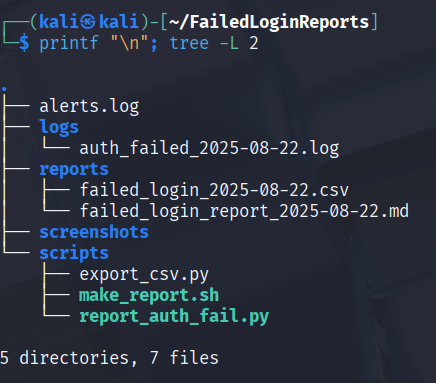 ┌──(kali㉿kali)-[~/FailedLoginReports]
└─$ printf "\n"; tree -L 2

.
├── alerts.log
├── logs
│   └── auth_failed_2025-08-22.log
├── reports
│   ├── failed_login_2025-08-22.csv
│   └── failed_login_report_2025-08-22.md
├── screenshots
└── scripts
    ├── export_csv.py
    ├── make_report.sh
    └── report_auth_fail.py

5 directories, 7 files